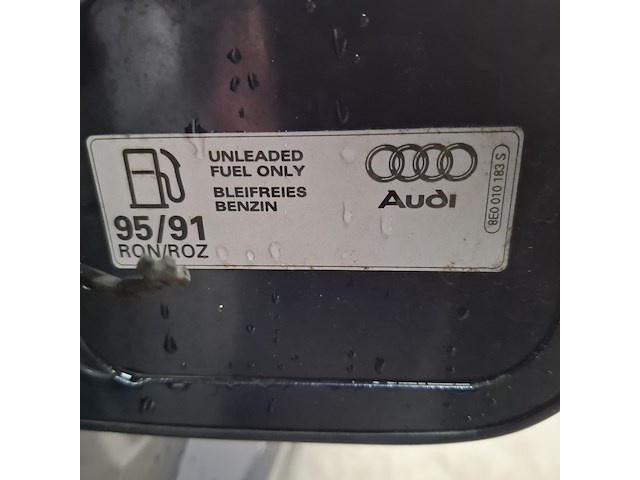 UNLEADED
FUEL ONLY
BLEIFREIES
BENZIN
95/91
RON/ROZ
Audi
8E0 010 183 S